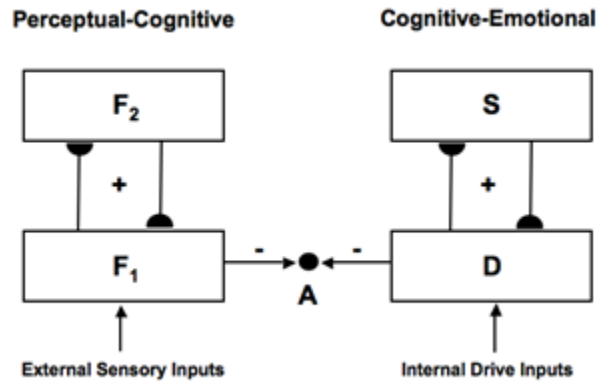 Perceptual-Cognitive
Cognitive-Emotional
F₂
S
+
+
F₁
-
-
D
A
External Sensory Inputs
Internal Drive Inputs